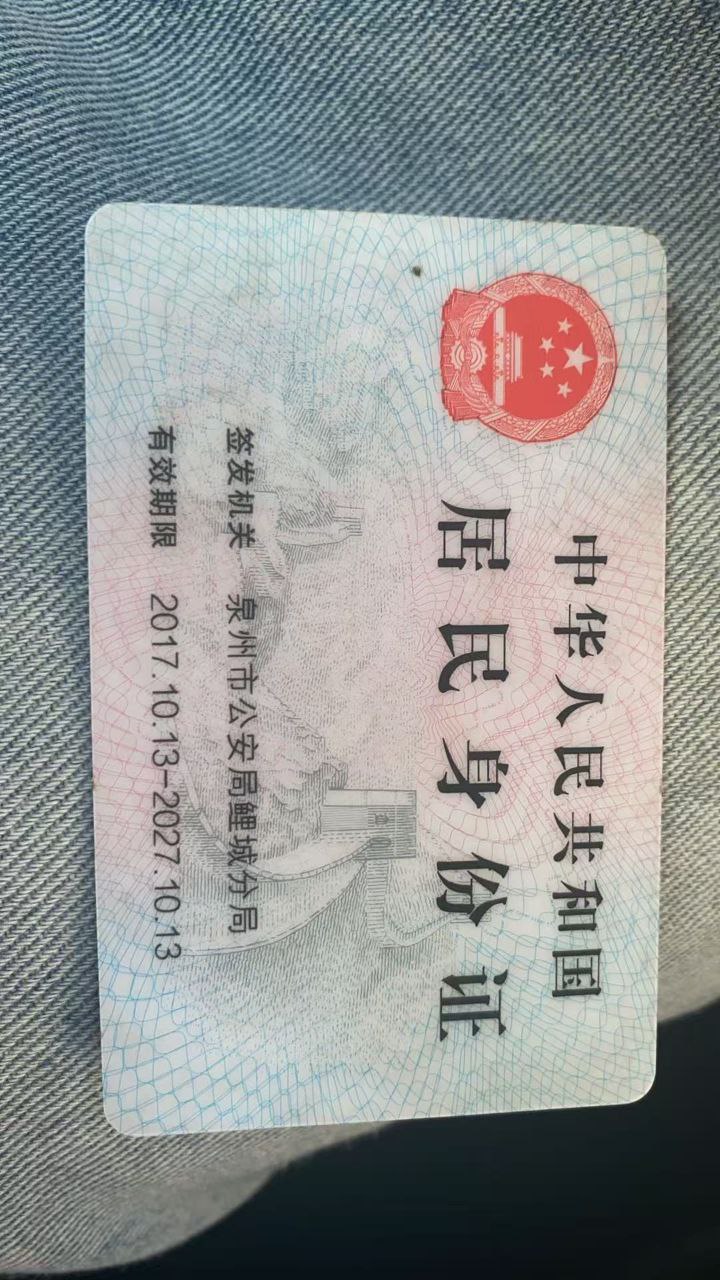 中华人民共和国
居民身份证
签发机关 泉州市公安局鲤城分局
有效期限 2017.10.13-2027.10.13